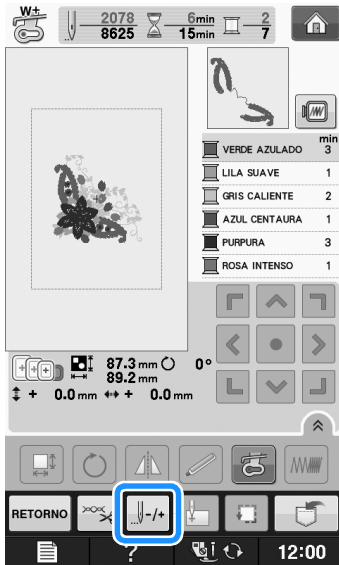 W+
2078 6min 2
8625 15min 7
min
VERDE AZULADO 3
LILA SUAVE 1
GRIS CALIENTE 2
AZUL CENTAURA 1
PURPURA 3
ROSA INTENSO 1
87.3 mm 0°
89.2 mm
+ 0.0 mm + 0.0 mm
RETORNO -/+
? 12:00